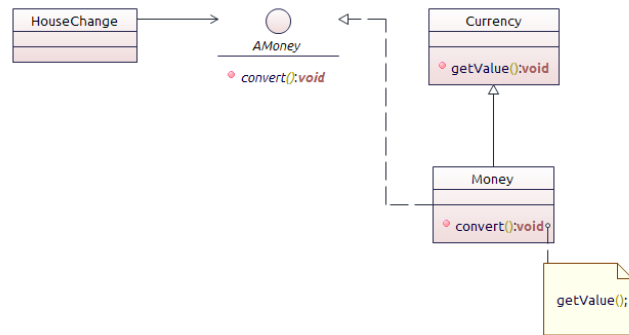 HouseChange
AMoney
convert():void
Currency
getValue():void
Money
convert():void
getValue();